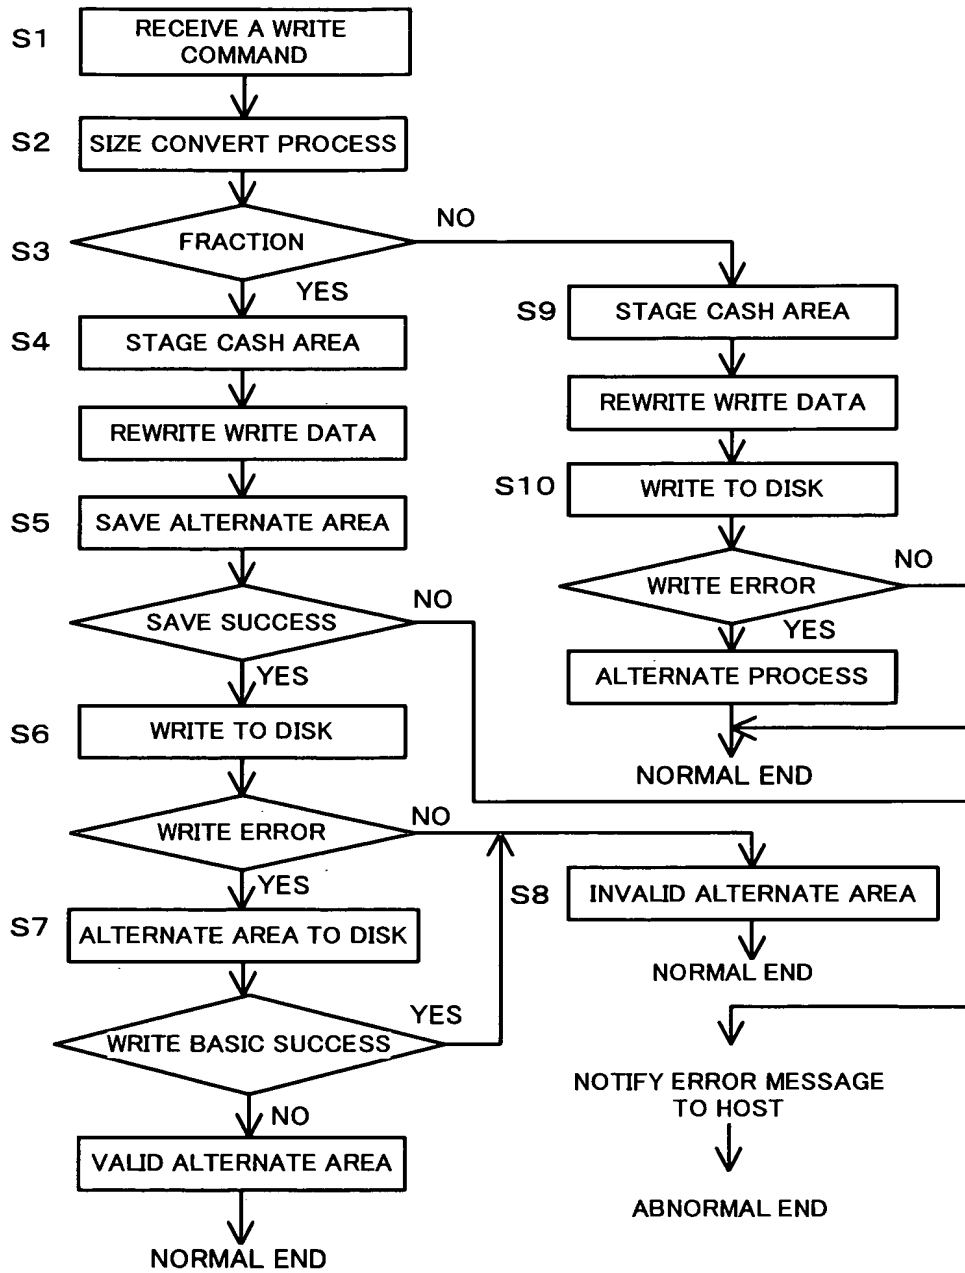 S1
RECEIVE A WRITE
COMMAND
S2
SIZE CONVERT PROCESS
S3
FRACTION
NO
YES
S4
STAGE CASH AREA
REWRITE WRITE DATA
S5
SAVE ALTERNATE AREA
SAVE SUCCESS
NO
YES
S6
WRITE TO DISK
WRITE ERROR
NO
YES
S7
ALTERNATE AREA TO DISK
WRITE BASIC SUCCESS
YES
NO
VALID ALTERNATE AREA
NORMAL END
S9
STAGE CASH AREA
REWRITE WRITE DATA
S10
WRITE TO DISK
WRITE ERROR
NO
YES
ALTERNATE PROCESS
NORMAL END
S8
INVALID ALTERNATE AREA
NORMAL END
NOTIFY ERROR MESSAGE
TO HOST
ABNORMAL END